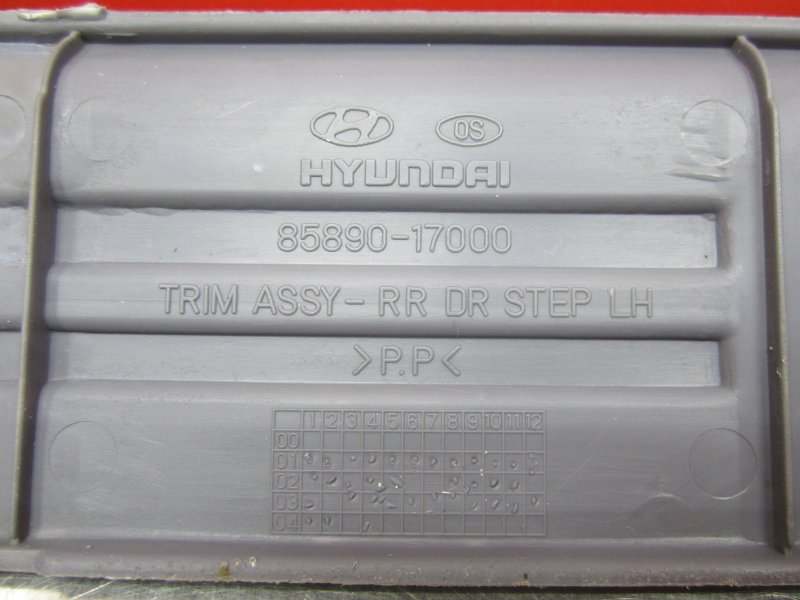 H OS
HYUNDAI
85890-17000
TRIM ASSY- RR DR STEP LH
>P.P<
1 2 3 4 5 6 7 8 9 10 11 12
00
01
02
03
04